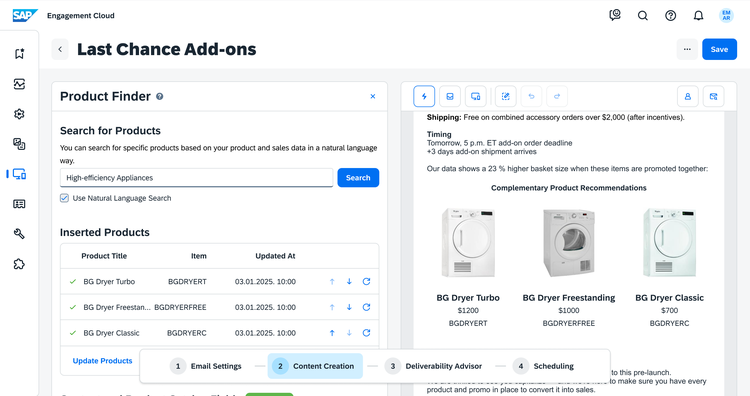 SAP Engagement Cloud
EM
AR
Last Chance Add-ons
Save
Product Finder
Search for Products
You can search for specific products based on your product and sales data in a natural language
way.
High-efficiency Appliances
Search
Use Natural Language Search
Inserted Products
Product Title Item Updated At
BG Dryer Turbo BGDRYERT 03.01.2025. 10:00
BG Dryer Freestan... BGDRYERFREE 03.01.2025. 10:00
BG Dryer Classic BGDRYERC 03.01.2025. 10:00
Update Products
Shipping: Free on combined accessory orders over $2,000 (after incentives).
Timing
Tomorrow, 5 p.m. ET add-on order deadline
+3 days add-on shipment arrives
Our data shows a 23 % higher basket size when these items are promoted together:
Complementary Product Recommendations
BG Dryer Turbo BG Dryer Freestanding BG Dryer Classic
$1200 $1000 $700
BGDRYERT BGDRYERFREE BGDRYERC
to this pre-launch.
to make sure you have every
product and promo in place to convert it into sales.
1 Email Settings 2 Content Creation 3 Deliverability Advisor 4 Scheduling